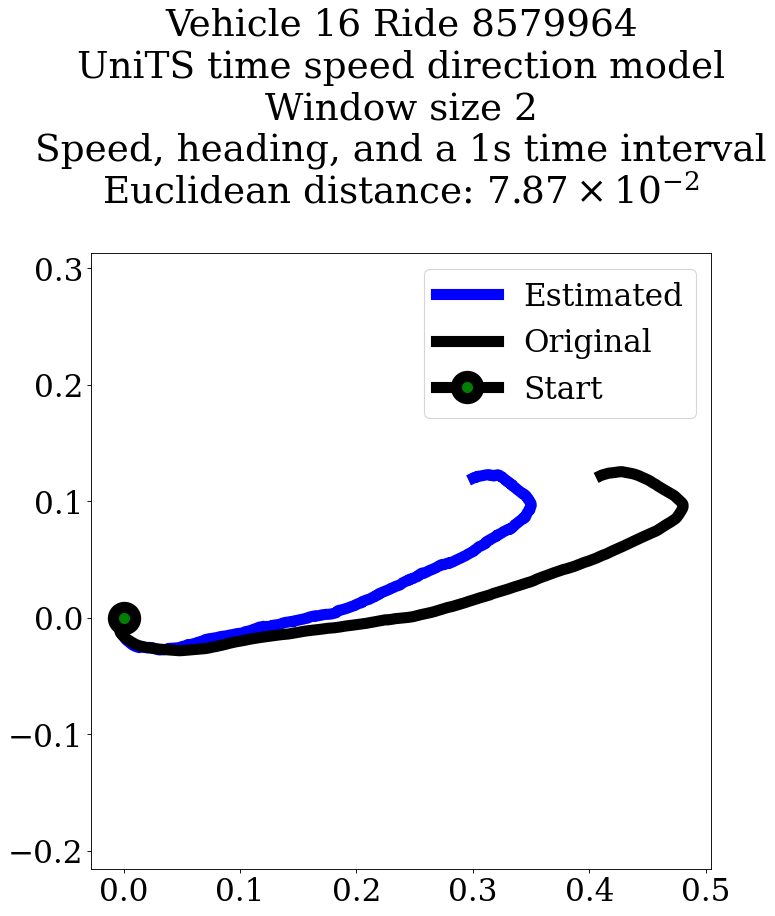 Vehicle 16 Ride 8579964
UniTS time speed direction model
Window size 2
Speed, heading, and a 1s time interval
Euclidean distance: 7.87 × 10⁻²
Estimated
Original
Start
0.3
0.2
0.1
0.0
−0.1
−0.2
0.0 0.1 0.2 0.3 0.4 0.5